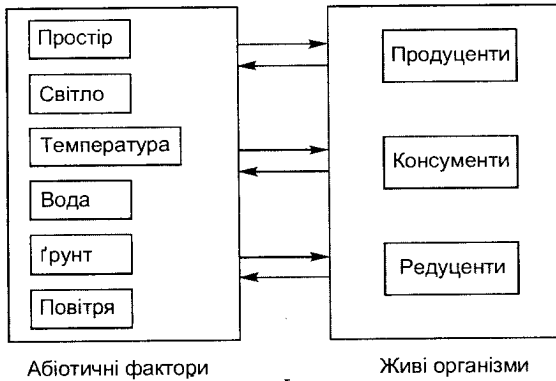 Простір
Світло
Температура
Вода
ґрунт
Повітря
Продуценти
Консументи
Редуценти
Абіотичні фактори
Живі організми